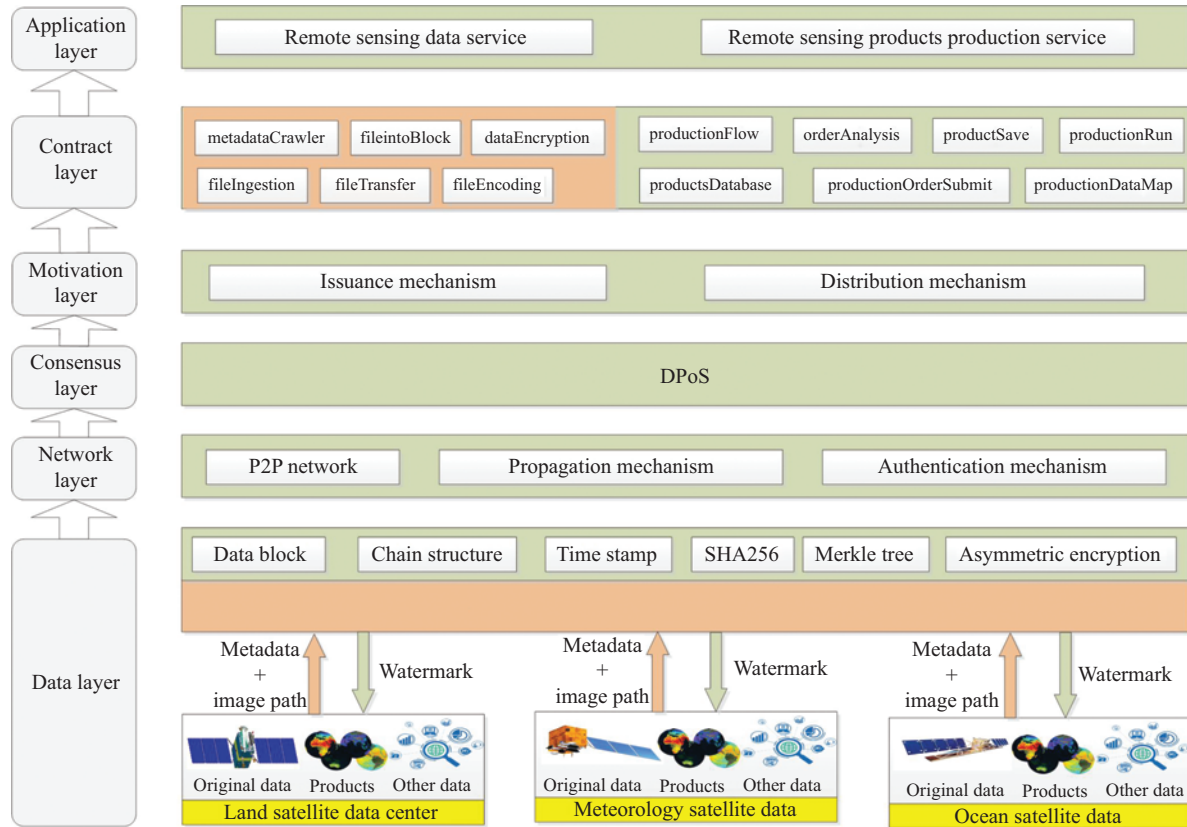 Application
layer
Remote sensing data service
Remote sensing products production service
Contract
layer
metadataCrawler
fileintoBlock
dataEncryption
productionFlow
orderAnalysis
productSave
productionRun
fileIngestion
fileTransfer
fileEncoding
productsDatabase
productionOrderSubmit
productionDataMap
Motivation
layer
Issuance mechanism
Distribution mechanism
Consensus
layer
DPoS
Network
layer
P2P network
Propagation mechanism
Authentication mechanism
Data layer
Data block
Chain structure
Time stamp
SHA256
Merkle tree
Asymmetric encryption
Metadata
+
image path
Watermark
Metadata
+
image path
Watermark
Metadata
+
image path
Watermark
Original data
Products
Other data
Land satellite data center
Original data
Products
Other data
Meteorology satellite data
Original data
Products
Other data
Ocean satellite data